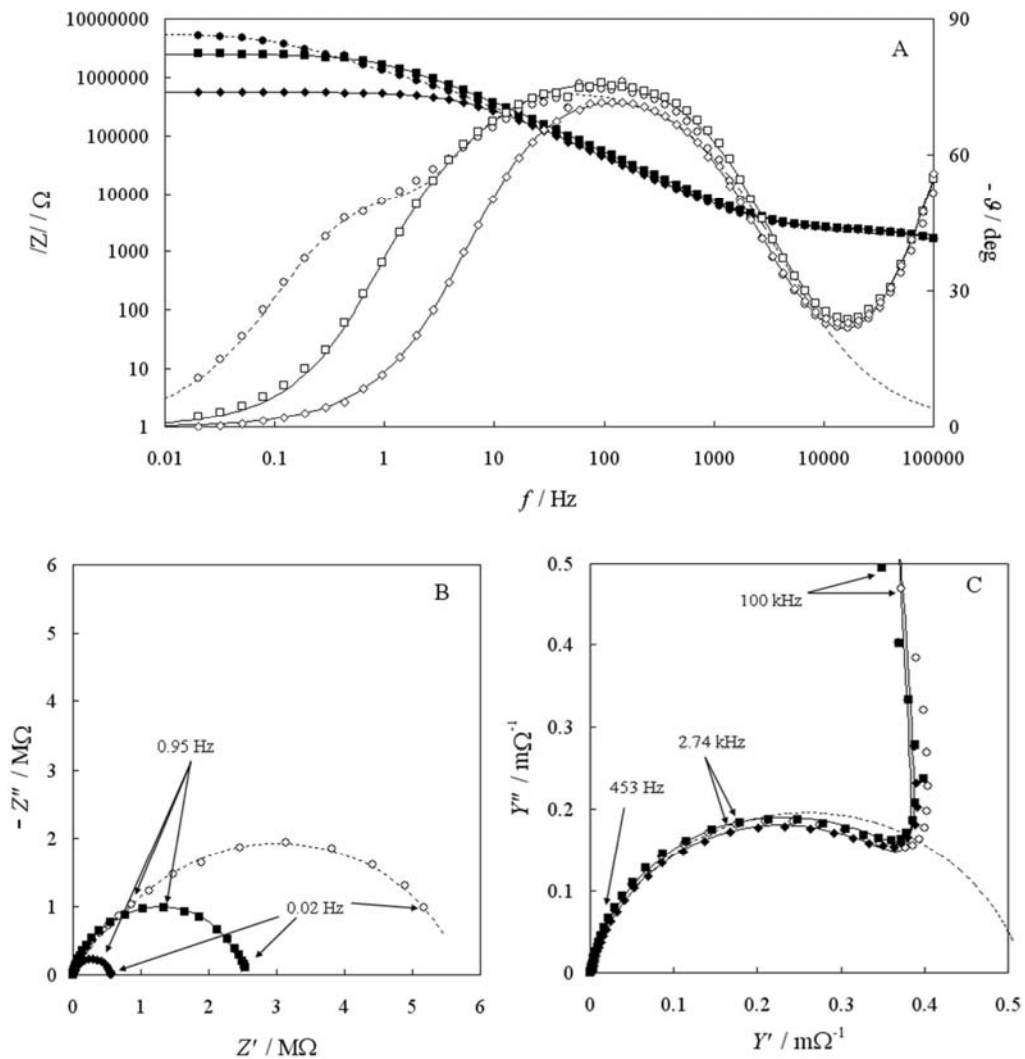 A
10000000
1000000
100000
10000
1000
100
10
1
/Z/ / Ω
90
60
30
0
- ϑ / deg
0.01 0.1 1 10 100 1000 10000 100000
f / Hz
B
6
5
4
3
2
1
0
- Z″ / MΩ
0.95 Hz
0.02 Hz
0 1 2 3 4 5 6
Z′ / MΩ
C
0.5
0.4
0.3
0.2
0.1
0
Y″ / mΩ⁻¹
100 kHz
2.74 kHz
453 Hz
0 0.1 0.2 0.3 0.4 0.5
Y′ / mΩ⁻¹